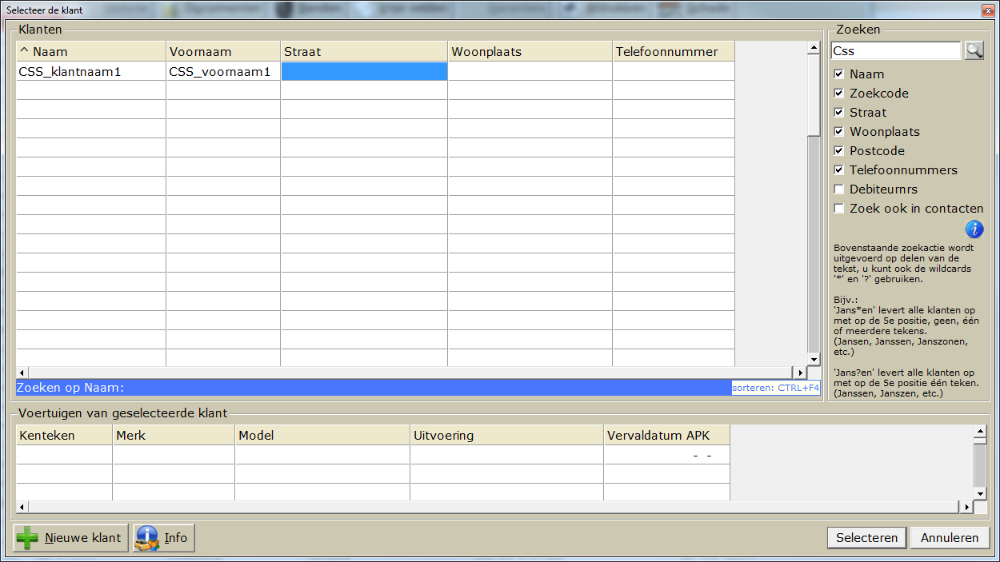 Selecteer de klant
Klanten
^ Naam Voornaam Straat Woonplaats Telefoonnummer
CSS_klantnaam1 CSS_voornaam1
Zoeken op Naam:
sorteren: CTRL+F4
Zoeken
Css
Naam
Zoekcode
Straat
Woonplaats
Postcode
Telefoonnummers
Debiteurnrs
Zoek ook in contacten
Bovenstaande zoekactie wordt
uitgevoerd op delen van de
tekst, u kunt ook de wildcards
'*' en '?' gebruiken.
Bijv.:
'Jans*en' levert alle klanten op
met op de 5e positie, geen, één
of meerdere tekens.
(Jansen, Janssen, Janszonen,
etc.)
'Jans?en' levert alle klanten op
met op de 5e positie één teken.
(Janssen, Janszen, etc.)
Voertuigen van geselecteerde klant
Kenteken Merk Model Uitvoering Vervaldatum APK
- -
Nieuwe klant Info Selecteren Annuleren